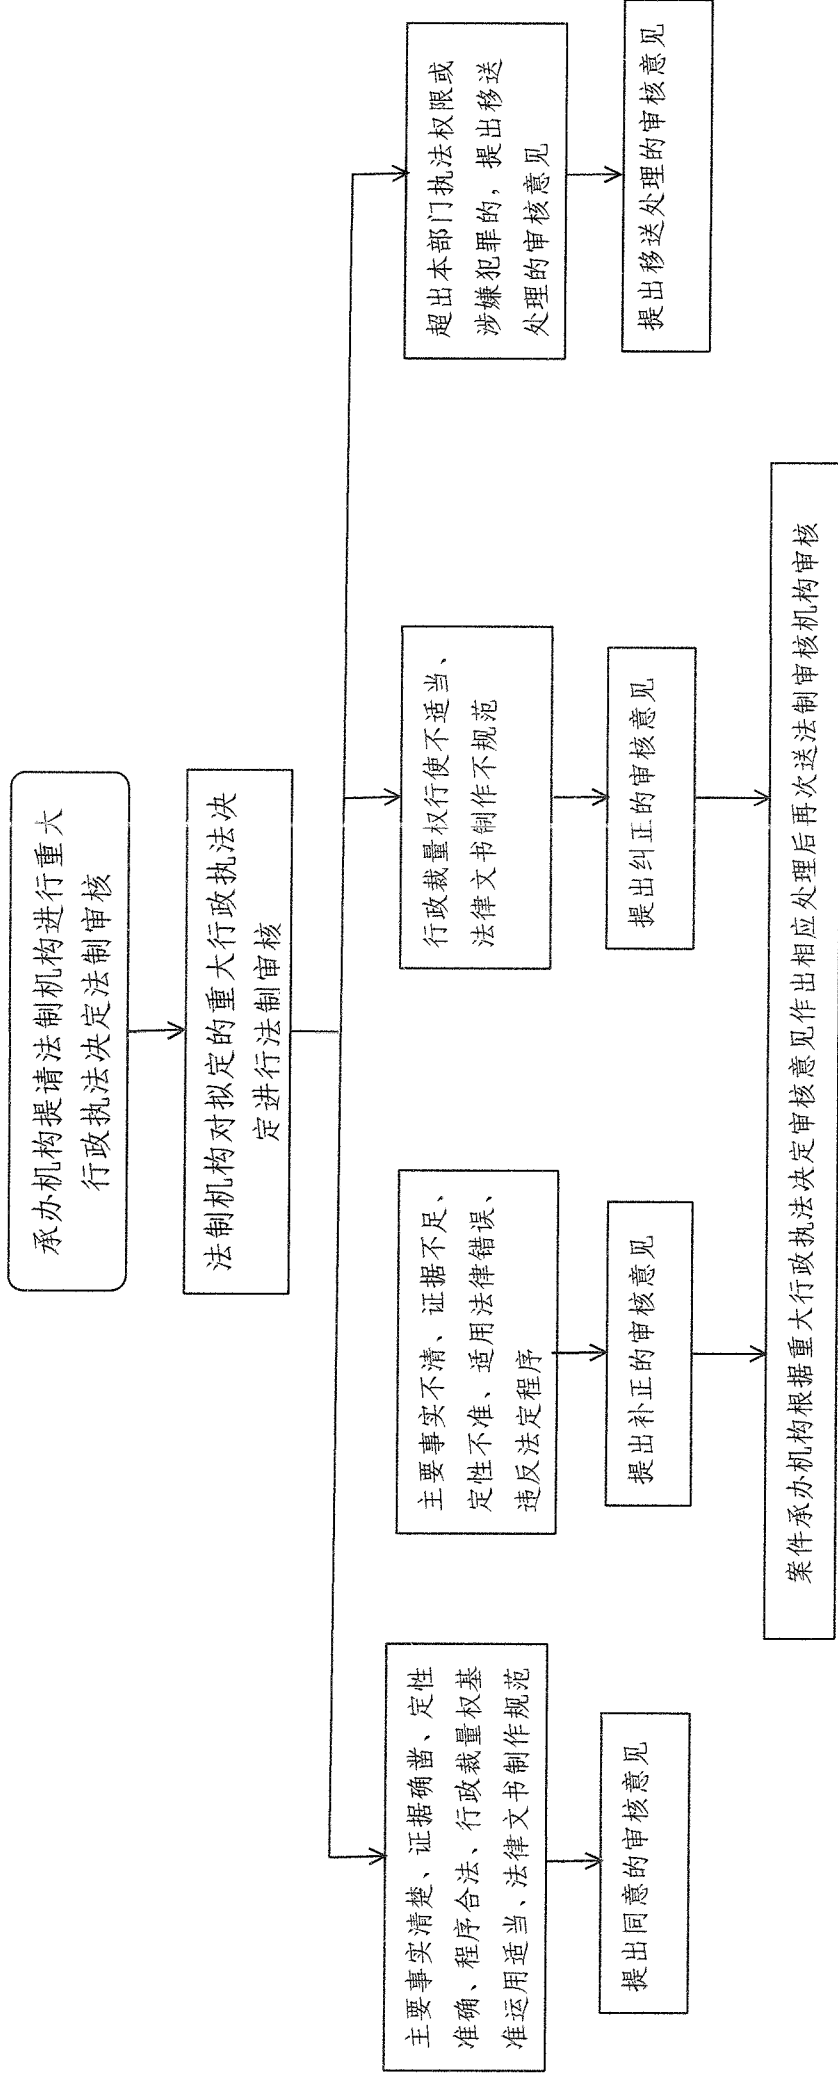 承办机构提请法制机构进行重大
行政执法决定法制审核
法制机构对拟定的重大行政执法决
定进行法制审核
主要事实清楚、证据确凿、定性
准确、程序合法、行政裁量权基
准运用适当、法律文书制作规范
主要事实不清、证据不足、
定性不准、适用法律错误、
违反法定程序
行政裁量权行使不适当、
法律文书制作不规范
超出本部门执法权限或
涉嫌犯罪的，提出移送
处理的审核意见
提出同意的审核意见
提出补正的审核意见
提出纠正的审核意见
提出移送处理的审核意见
案件承办机构根据重大行政执法决定审核意见作出相应处理后再次送法制审核机构审核